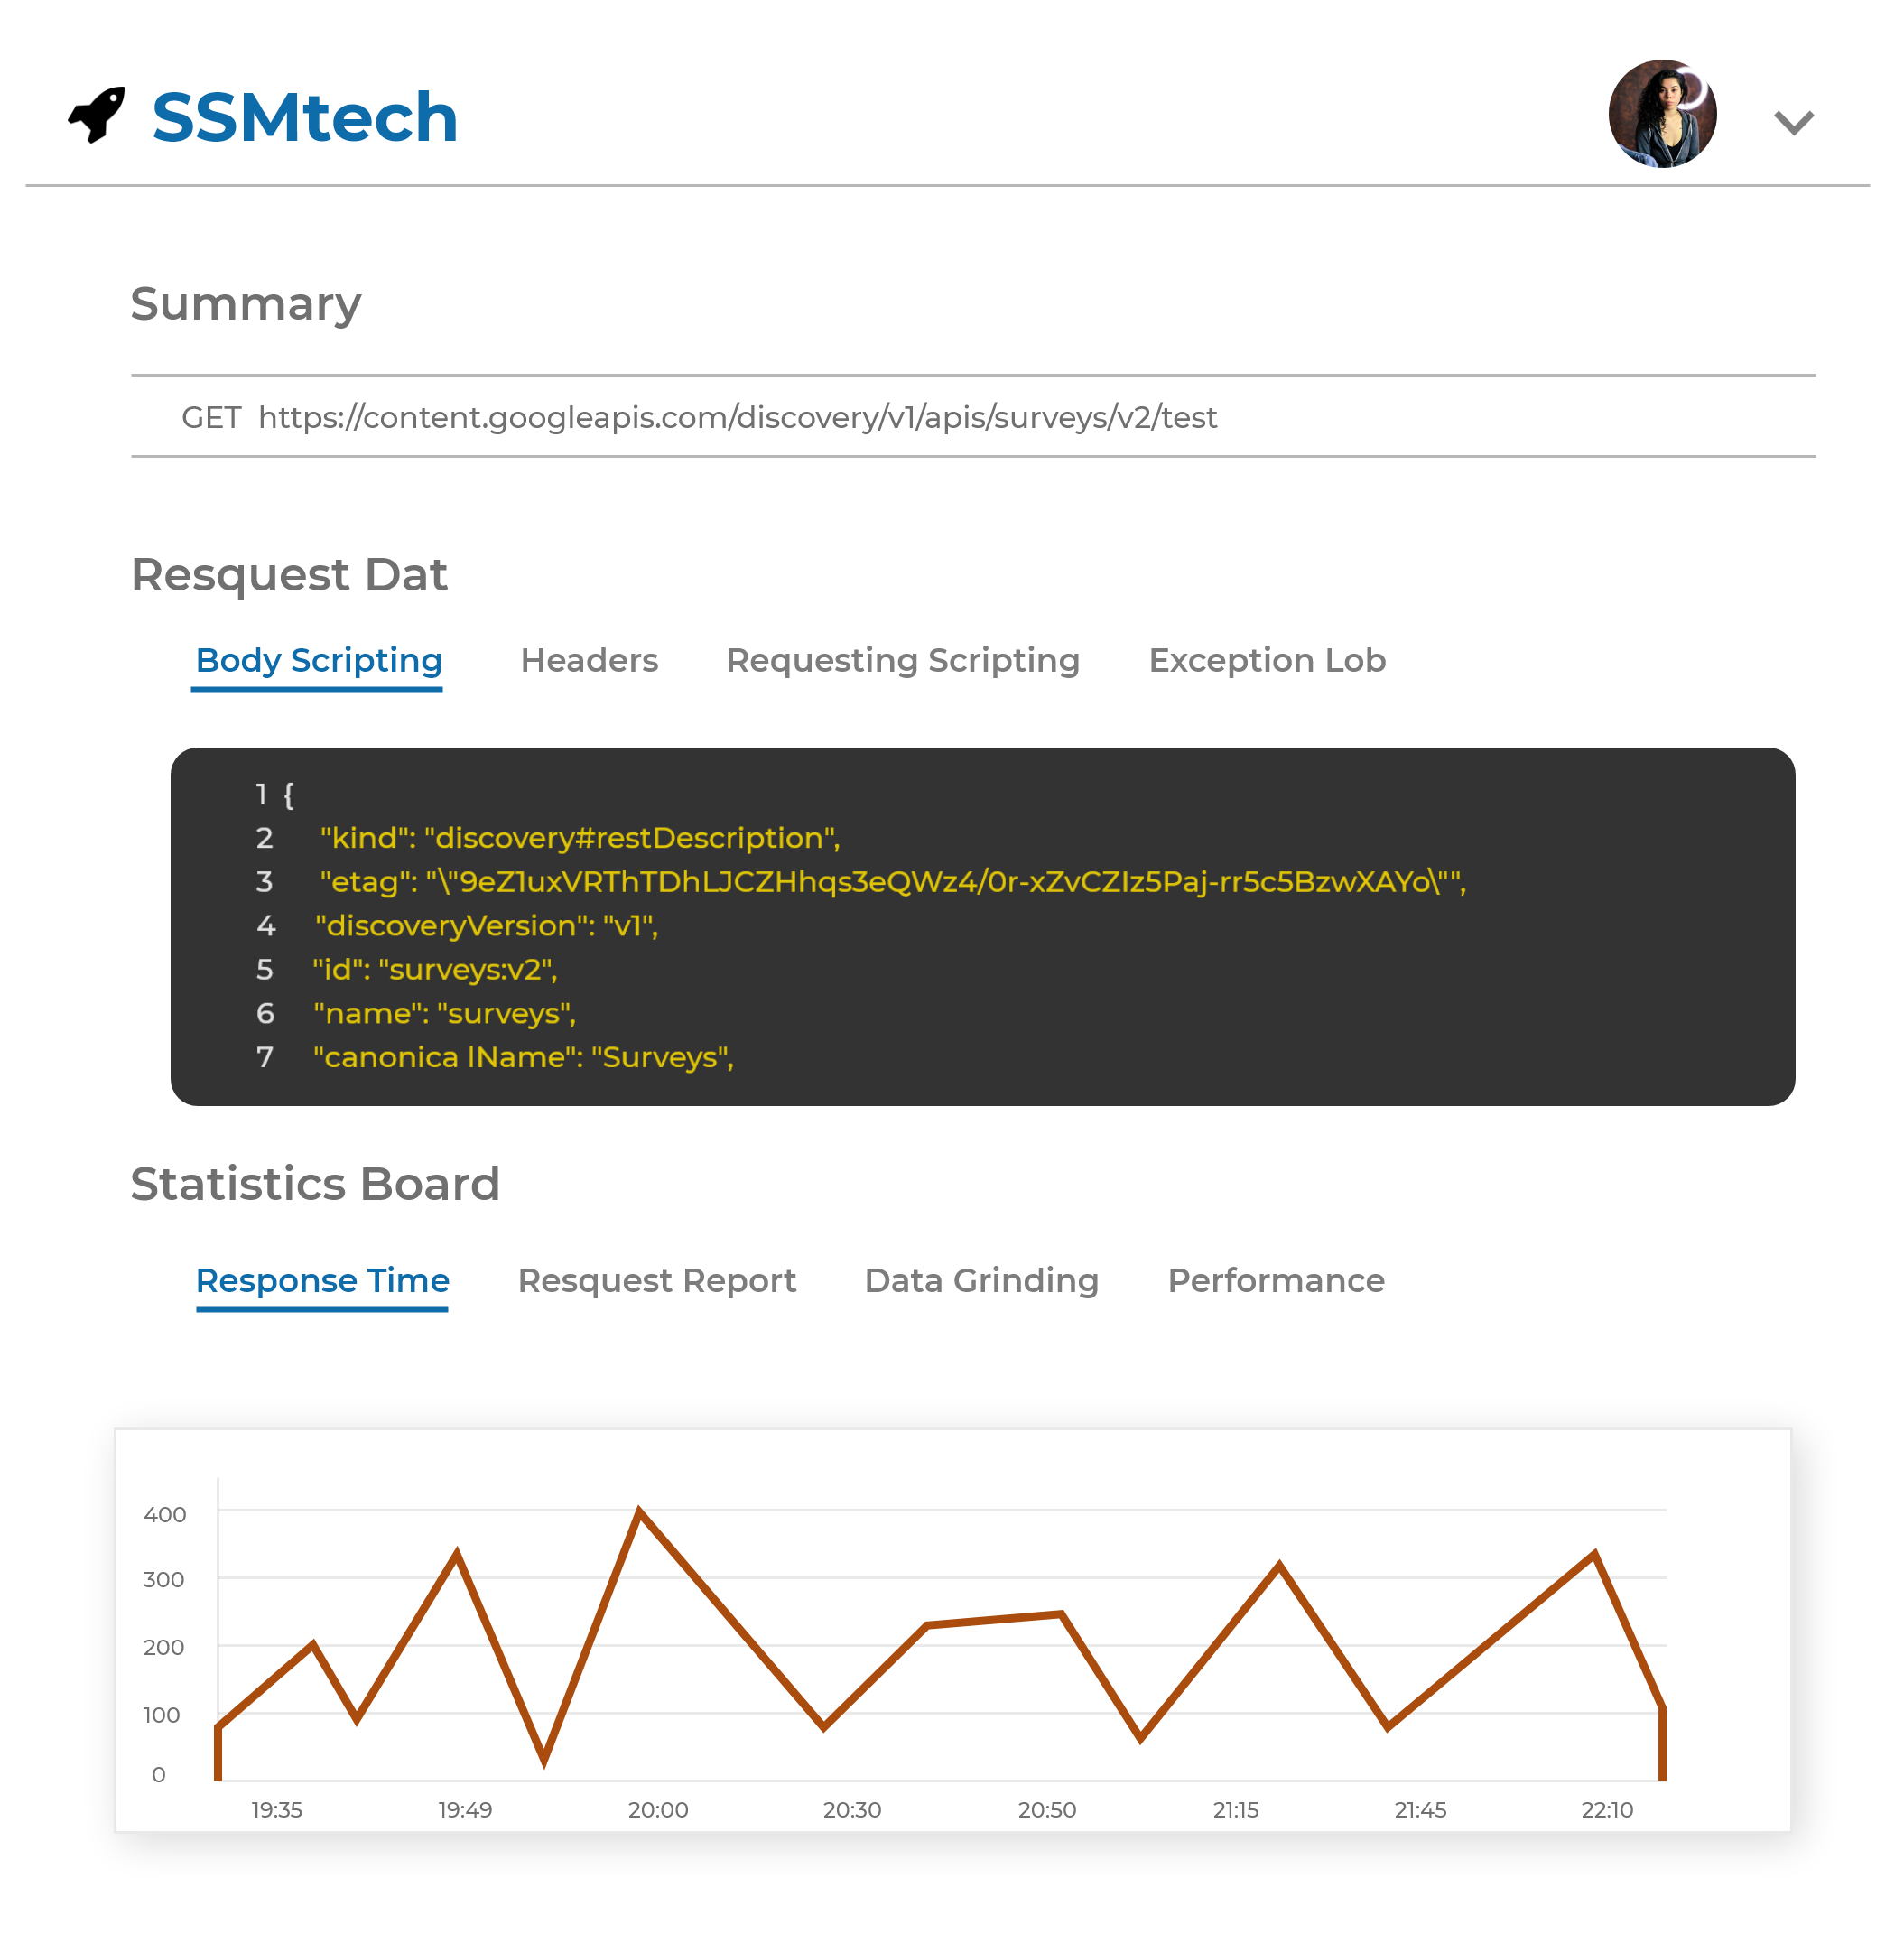 SSMtech
Summary
GET https://content.googleapis.com/discovery/v1/apis/surveys/v2/test
Resquest Dat
Body Scripting Headers Requesting Scripting Exception Lob
1 {
2 "kind": "discovery#restDescription",
3 "etag": "\"9eZ1uxVRThTDhLJCZHhqs3eQWz4/0r-xZvCZIz5Paj-rr5c5BzwXAYo\"",
4 "discoveryVersion": "v1",
5 "id": "surveys:v2",
6 "name": "surveys",
7 "canonica lName": "Surveys",
Statistics Board
Response Time Resquest Report Data Grinding Performance
400
300
200
100
0
19:35 19:49 20:00 20:30 20:50 21:15 21:45 22:10